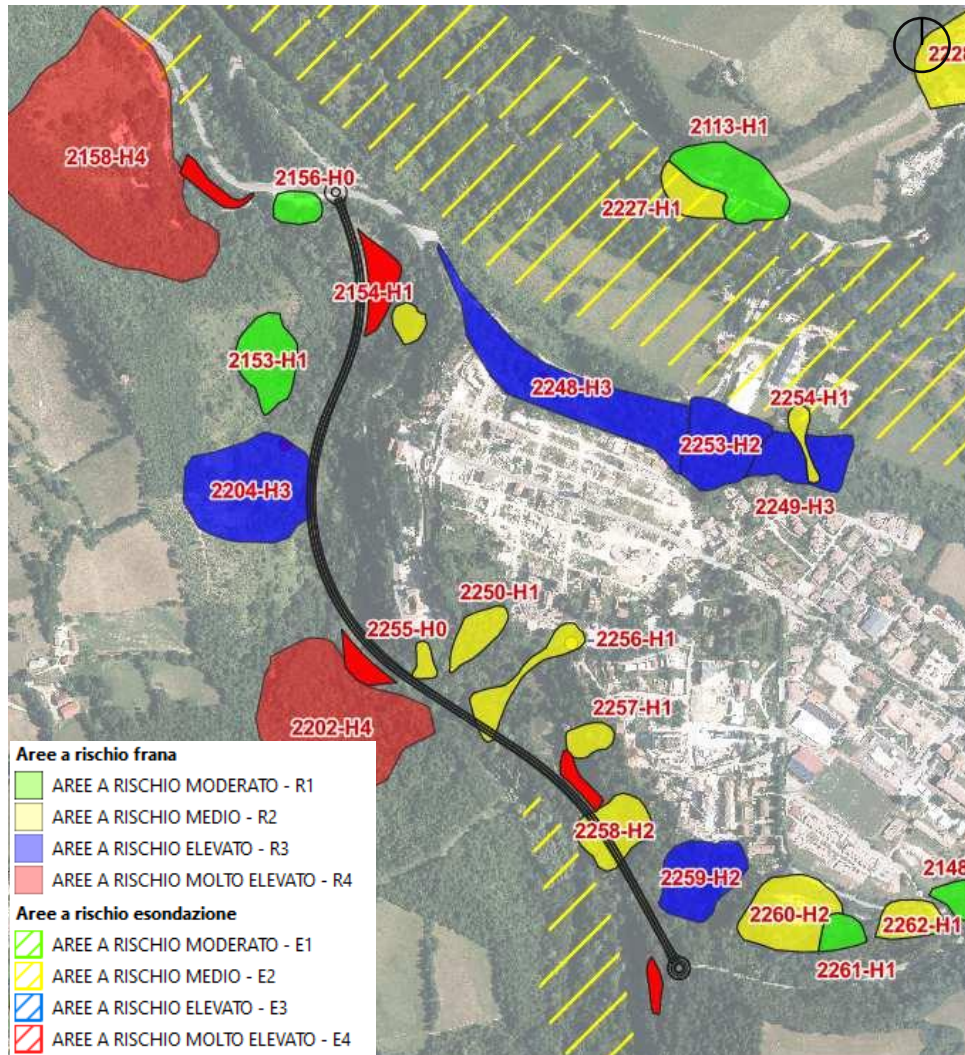 2228
2113-H1
2158-H4
2156-H0
2227-H1
2154-H1
2153-H1
2248-H3
2254-H1
2253-H2
2204-H3
2249-H3
2250-H1
2255-H0
2256-H1
2257-H1
2202-H4
Aree a rischio frana
AREE A RISCHIO MODERATO - R1
AREE A RISCHIO MEDIO - R2
AREE A RISCHIO ELEVATO - R3
AREE A RISCHIO MOLTO ELEVATO - R4
Aree a rischio esondazione
AREE A RISCHIO MODERATO - E1
AREE A RISCHIO MEDIO - E2
AREE A RISCHIO ELEVATO - E3
AREE A RISCHIO MOLTO ELEVATO - E4
2258-H2
2148
2259-H2
2260-H2
2262-H1
2261-H1